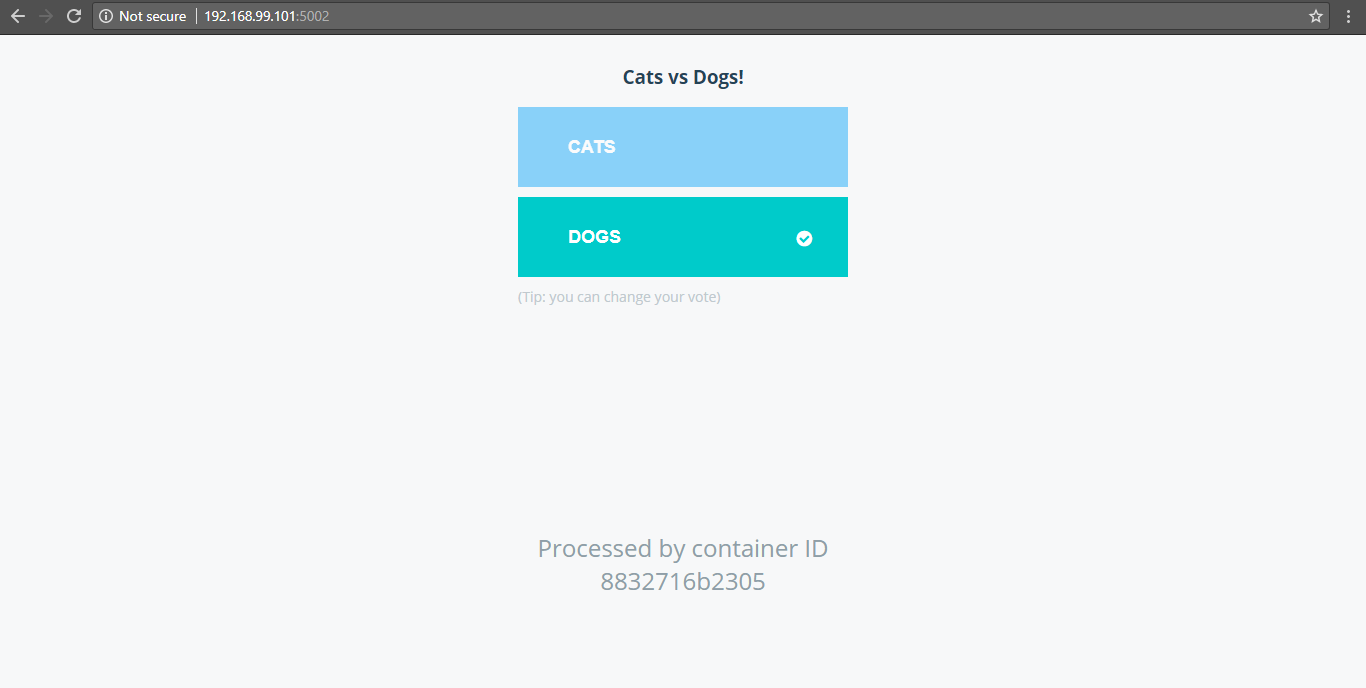 Not secure | 192.168.99.101:5002
Cats vs Dogs!
CATS
DOGS
(Tip: you can change your vote)
Processed by container ID
8832716b2305